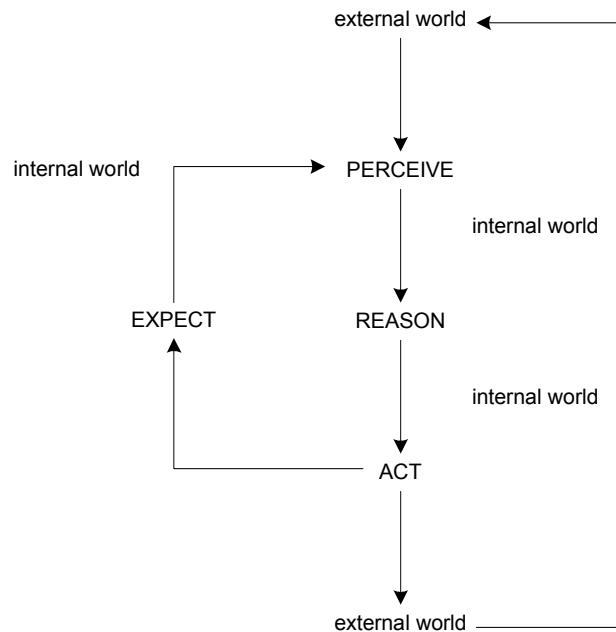 external world
internal world
PERCEIVE
internal world
EXPECT
REASON
internal world
ACT
external world